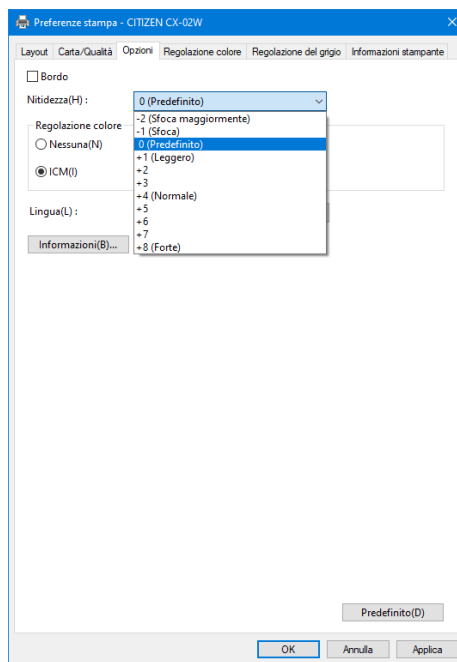 Preferenze stampa - CITIZEN CX-02W
Layout Carta/Qualità Opzioni Regolazione colore Regolazione del grigio Informazioni stampante
Bordo
Nitidezza(H) : 0 (Predefinito)
-2 (Sfoca maggiormente)
-1 (Sfoca)
0 (Predefinito)
+1 (Leggero)
+2
+3
+4 (Normale)
+5
+6
+7
+8 (Forte)
Regolazione colore
Nessuna(N)
ICM(I)
Lingua(L) :
Informazioni(B)...
Predefinito(D)
OK Annulla Applica